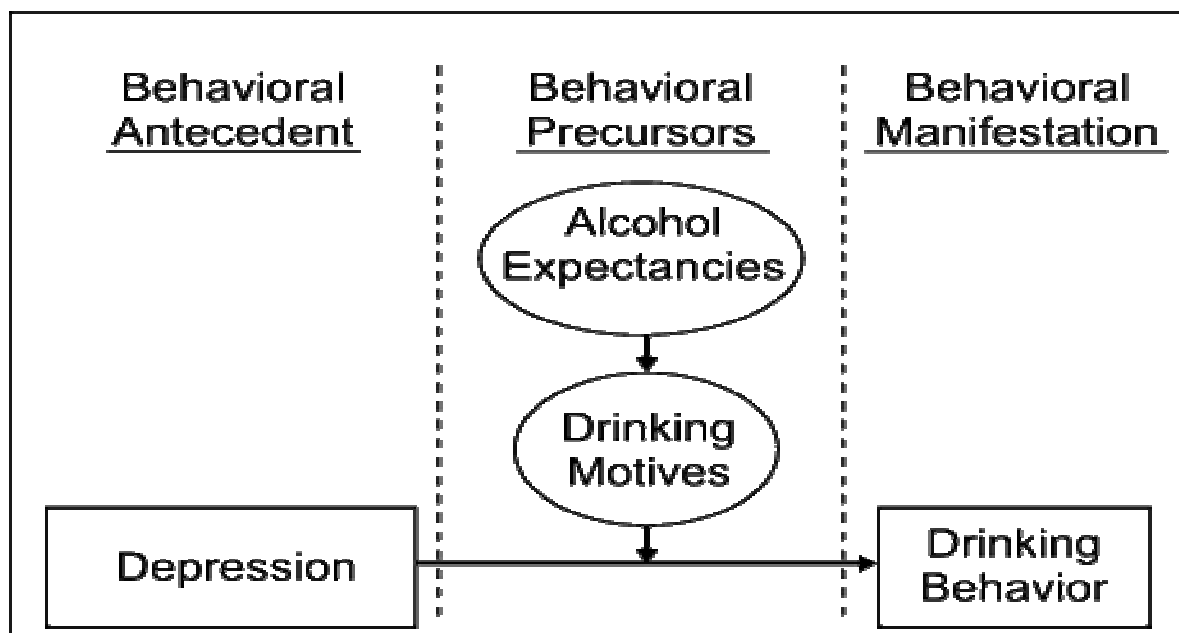 Behavioral
Antecedent
Behavioral
Precursors
Behavioral
Manifestation
Alcohol
Expectancies
Drinking
Motives
Depression
Drinking
Behavior